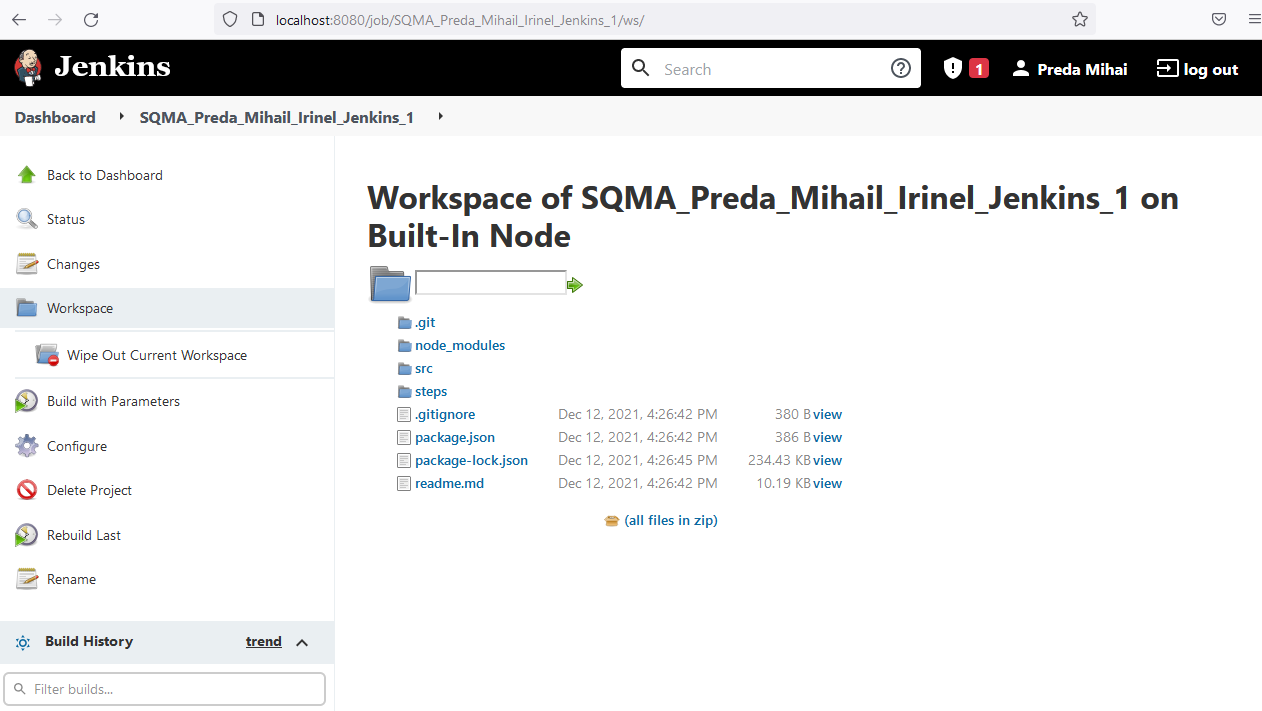 localhost:8080/job/SQMA_Preda_Mihail_Irinel_Jenkins_1/ws/
Jenkins
Search
1
Preda Mihai
log out
Dashboard
SQMA_Preda_Mihail_Irinel_Jenkins_1
Back to Dashboard
Status
Changes
Workspace
Wipe Out Current Workspace
Build with Parameters
Configure
Delete Project
Rebuild Last
Rename
Build History trend
Filter builds...
Workspace of SQMA_Preda_Mihail_Irinel_Jenkins_1 on
Built-In Node
.git
node_modules
src
steps
.gitignore Dec 12, 2021, 4:26:42 PM 380 B view
package.json Dec 12, 2021, 4:26:42 PM 386 B view
package-lock.json Dec 12, 2021, 4:26:45 PM 234.43 KB view
readme.md Dec 12, 2021, 4:26:42 PM 10.19 KB view
(all files in zip)